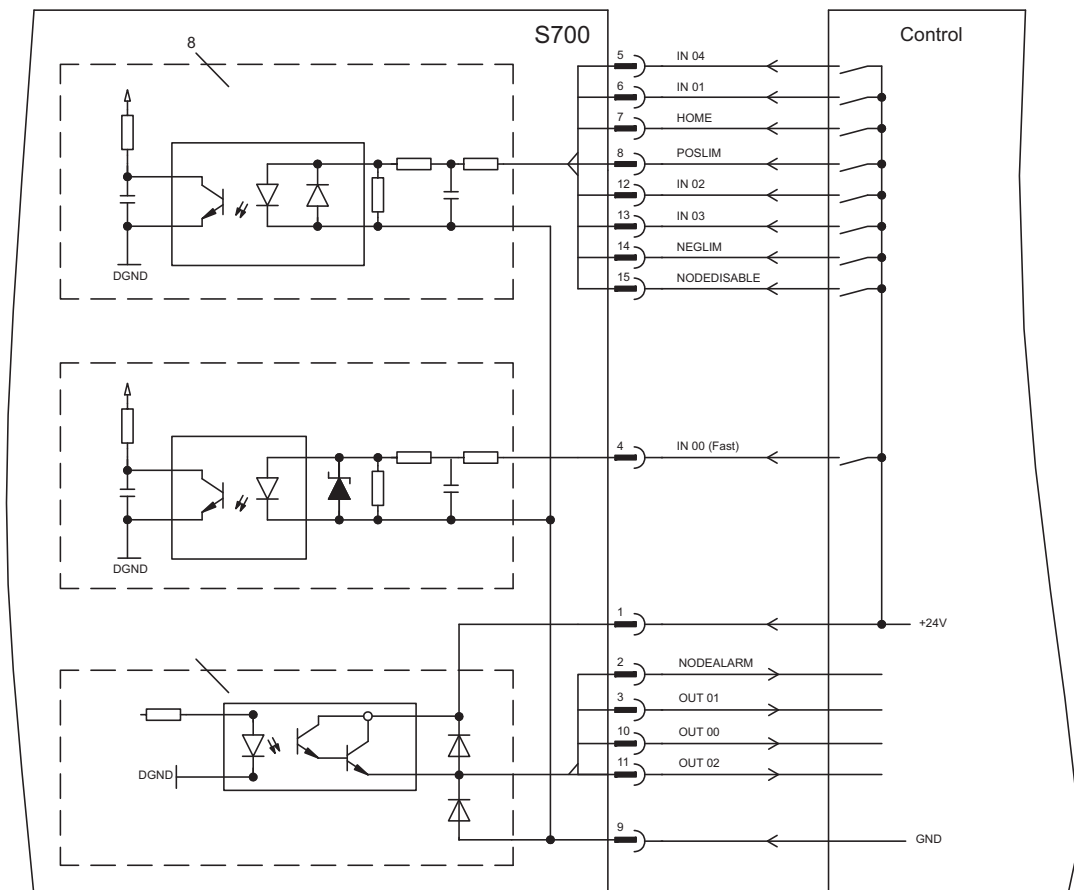 S700
Control
8
5 IN 04
6 IN 01
7 HOME
8 POSLIM
12 IN 02
13 IN 03
14 NEGLIM
15 NODEDISABLE
DGND
4 IN 00 (Fast)
DGND
1 +24V
2 NODEALARM
3 OUT 01
10 OUT 00
11 OUT 02
DGND
9 GND